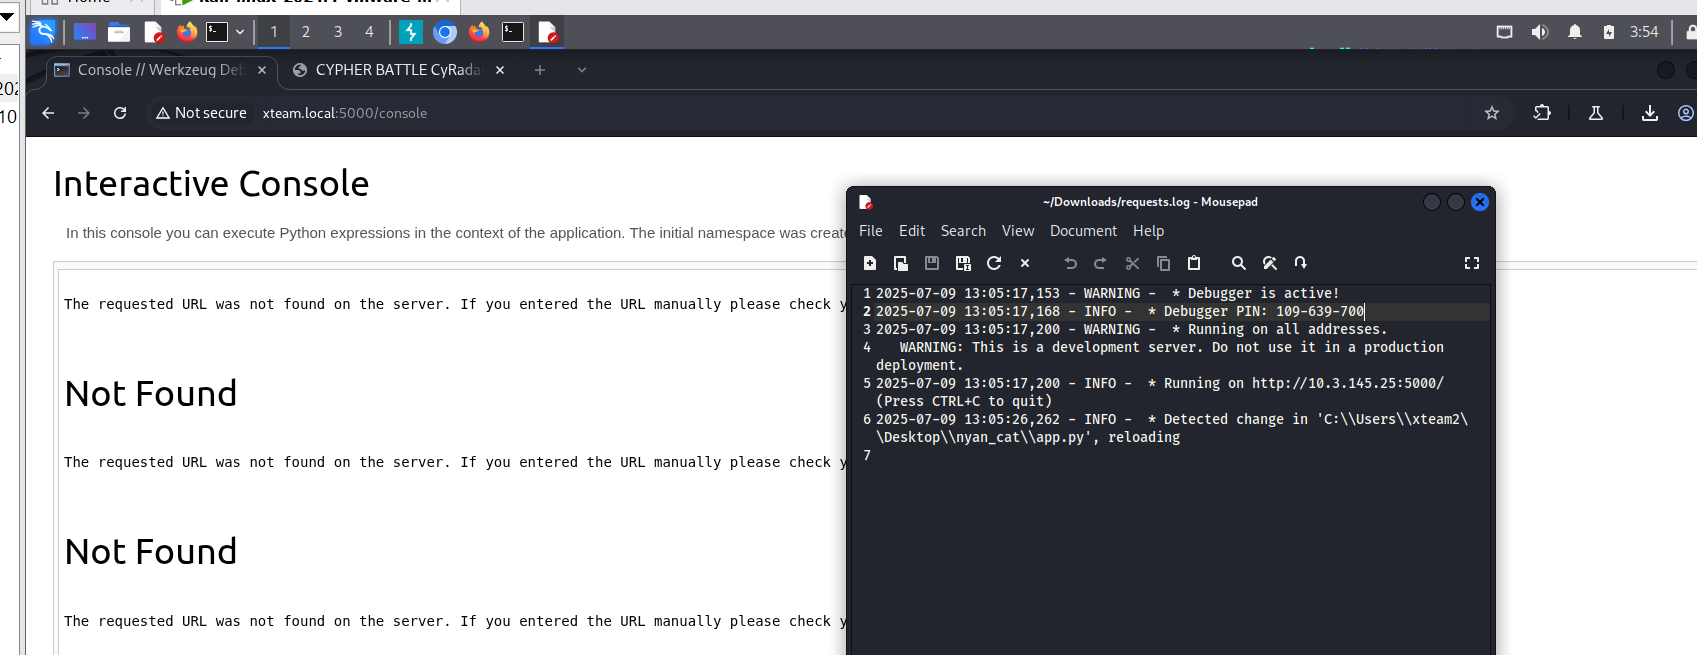 Home
202
10
1 2 3 4
3:54
Console // Werkzeug Deb
CYPHER BATTLE CyRada
Not secure
xteam.local:5000/console
Interactive Console
In this console you can execute Python expressions in the context of the application. The initial namespace was create
The requested URL was not found on the server. If you entered the URL manually please check y
Not Found
The requested URL was not found on the server. If you entered the URL manually please check y
Not Found
The requested URL was not found on the server. If you entered the URL manually please check y
~/Downloads/requests.log - Mousepad
File Edit Search View Document Help
1 2025-07-09 13:05:17,153 - WARNING -  * Debugger is active!
2 2025-07-09 13:05:17,168 - INFO -  * Debugger PIN: 109-639-700
3 2025-07-09 13:05:17,200 - WARNING -  * Running on all addresses.
4 WARNING: This is a development server. Do not use it in a production
deployment.
5 2025-07-09 13:05:17,200 - INFO -  * Running on http://10.3.145.25:5000/
(Press CTRL+C to quit)
6 2025-07-09 13:05:26,262 - INFO -  * Detected change in 'C:\\Users\\xteam2\
\Desktop\\nyan_cat\\app.py', reloading
7